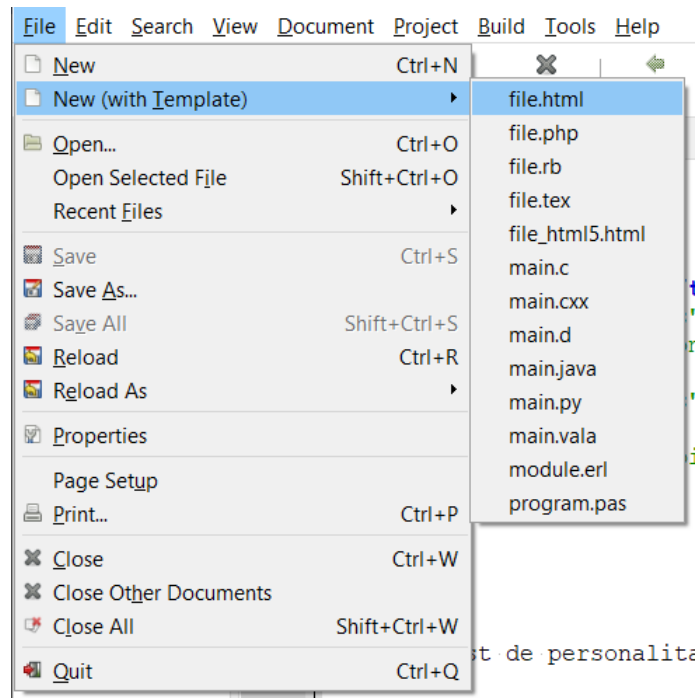 File Edit Search View Document Project Build Tools Help
New Ctrl+N
New (with Template)
Open... Ctrl+O
Open Selected File Shift+Ctrl+O
Recent Files
Save Ctrl+S
Save As...
Save All Shift+Ctrl+S
Reload Ctrl+R
Reload As
Properties
Page Setup
Print... Ctrl+P
Close Ctrl+W
Close Other Documents
Close All Shift+Ctrl+W
Quit Ctrl+Q
file.html
file.php
file.rb
file.tex
file_html5.html
main.c
main.cxx
main.d
main.java
main.py
main.vala
module.erl
program.pas
de